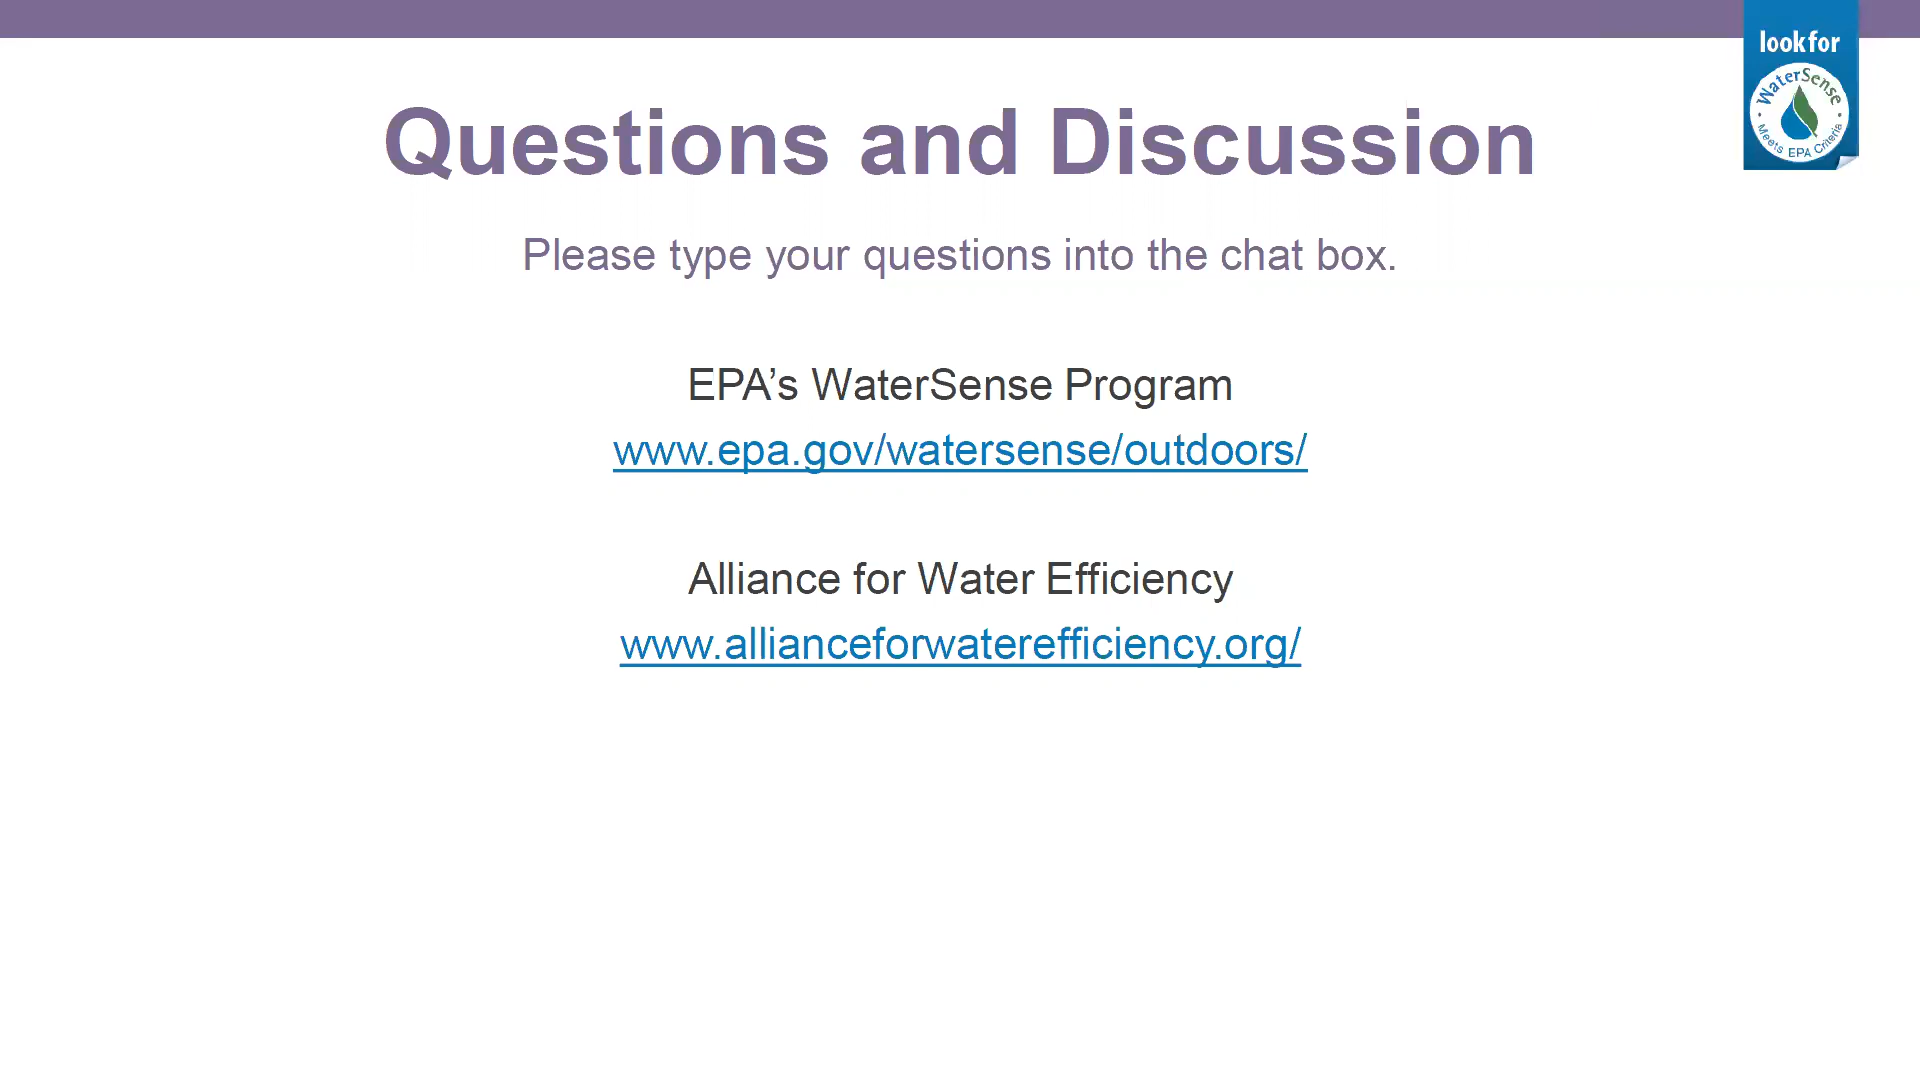 look for
WaterSense
Meets EPA Criteria
Questions and Discussion
Please type your questions into the chat box.
EPA’s WaterSense Program
www.epa.gov/watersense/outdoors/
Alliance for Water Efficiency
www.allianceforwaterefficiency.org/